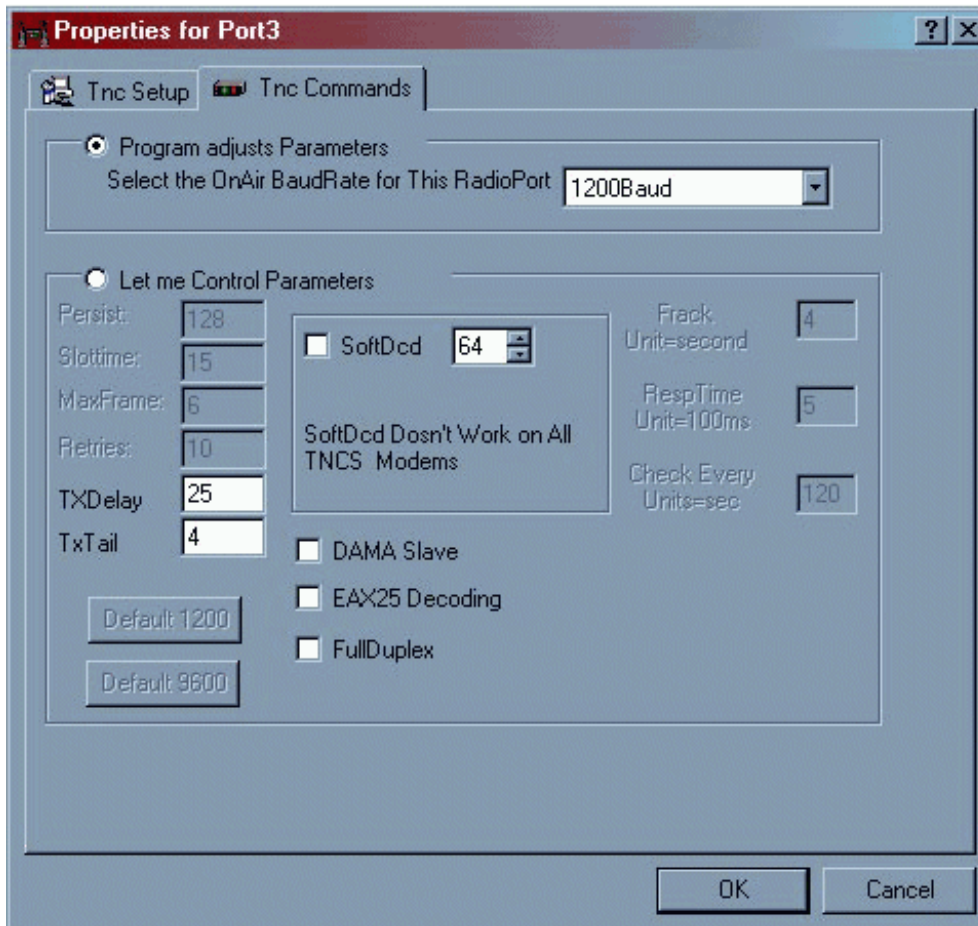 Properties for Port3
Tnc Setup
Tnc Commands
Program adjusts Parameters
Select the OnAir BaudRate for This RadioPort
1200Baud
Let me Control Parameters
Persist: 128
Slottime: 15
MaxFrame: 6
Retries: 10
TXDelay 25
TxTail 4
Default 1200
Default 9600
SoftDcd 64
SoftDcd Dosn't Work on All
TNCS Modems
DAMA Slave
EAX25 Decoding
FullDuplex
Frack
Unit=second
4
RespTime
Unit=100ms
5
Check Every
Units=sec
120
OK
Cancel